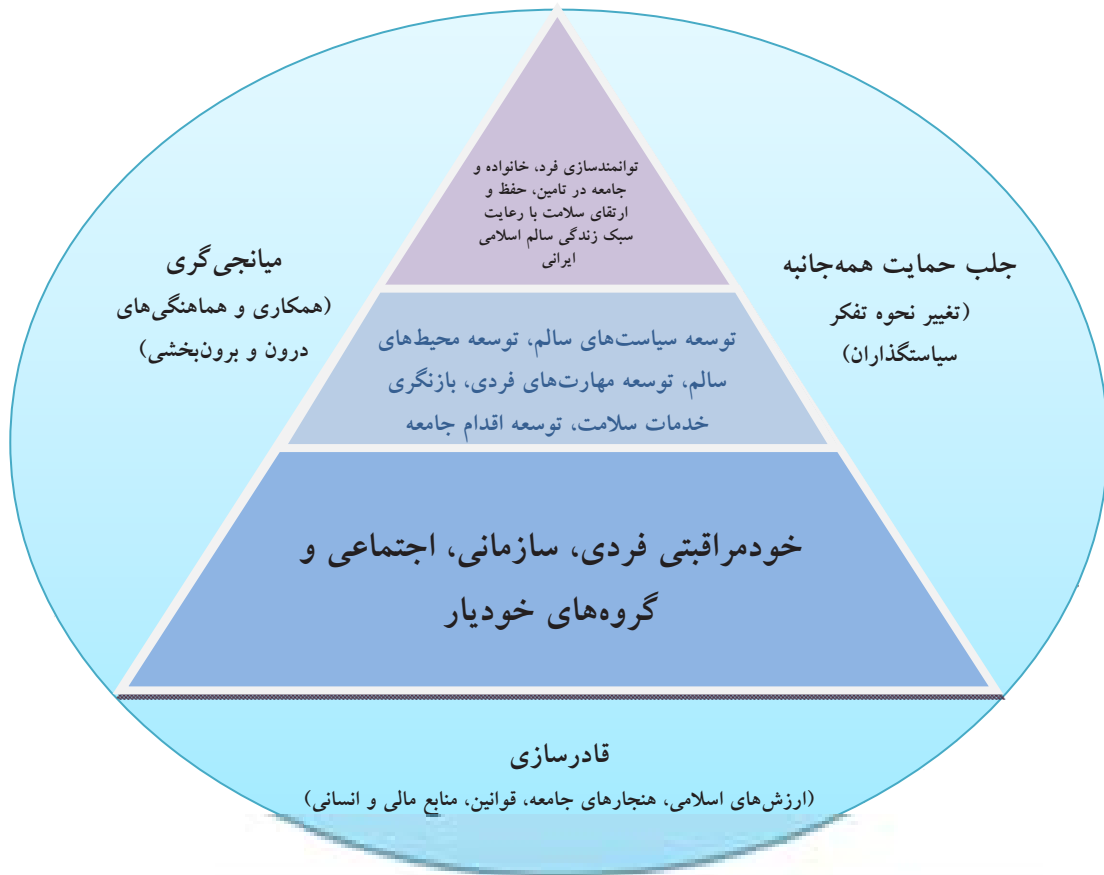 توانمندسازی فرد، خانواده و
جامعه در تامین، حفظ و
ارتقای سلامت با رعایت
سبک زندگی سالم اسلامی
ایرانی
جلب حمایت همه‌جانبه
(تغییر نحوه تفکر
سیاستگذاران)
میانجی‌گری
(همکاری و هماهنگی‌های
درون و برون‌بخشی)
توسعه سیاست‌های سالم، توسعه محیط‌های
سالم، توسعه مهارت‌های فردی، بازنگری
خدمات سلامت، توسعه اقدام جامعه
خودمراقبتی فردی، سازمانی، اجتماعی و
گروه‌های خودیار
قادرسازی
(ارزش‌های اسلامی، هنجارهای جامعه، قوانین، منابع مالی و انسانی)